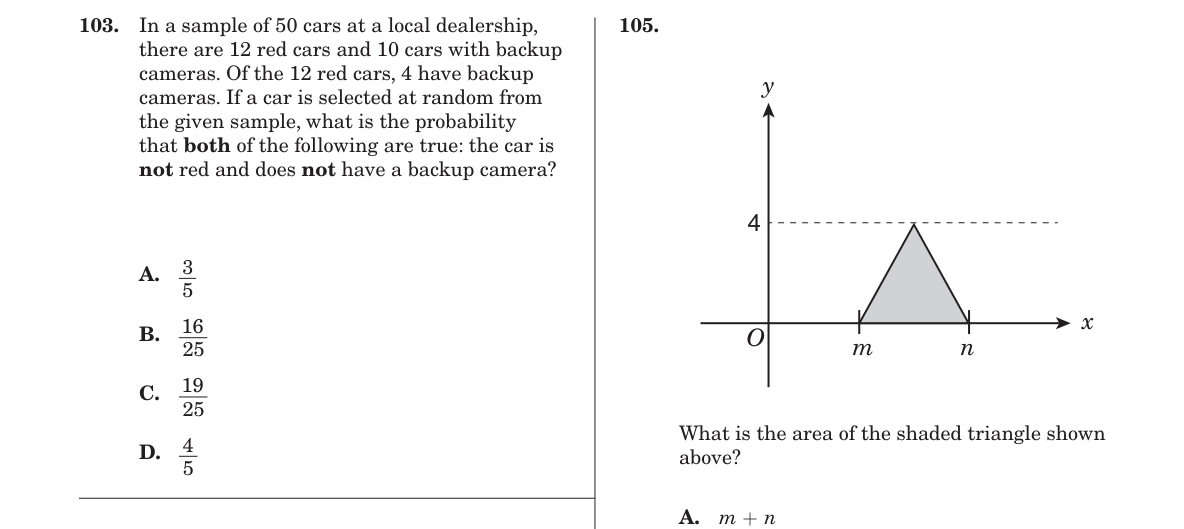 103. In a sample of 50 cars at a local dealership,
there are 12 red cars and 10 cars with backup
cameras. Of the 12 red cars, 4 have backup
cameras. If a car is selected at random from
the given sample, what is the probability
that both of the following are true: the car is
not red and does not have a backup camera?
A. 3/5
B. 16/25
C. 19/25
D. 4/5
105.
y
4
O
m
n
x
What is the area of the shaded triangle shown
above?
A. m + n